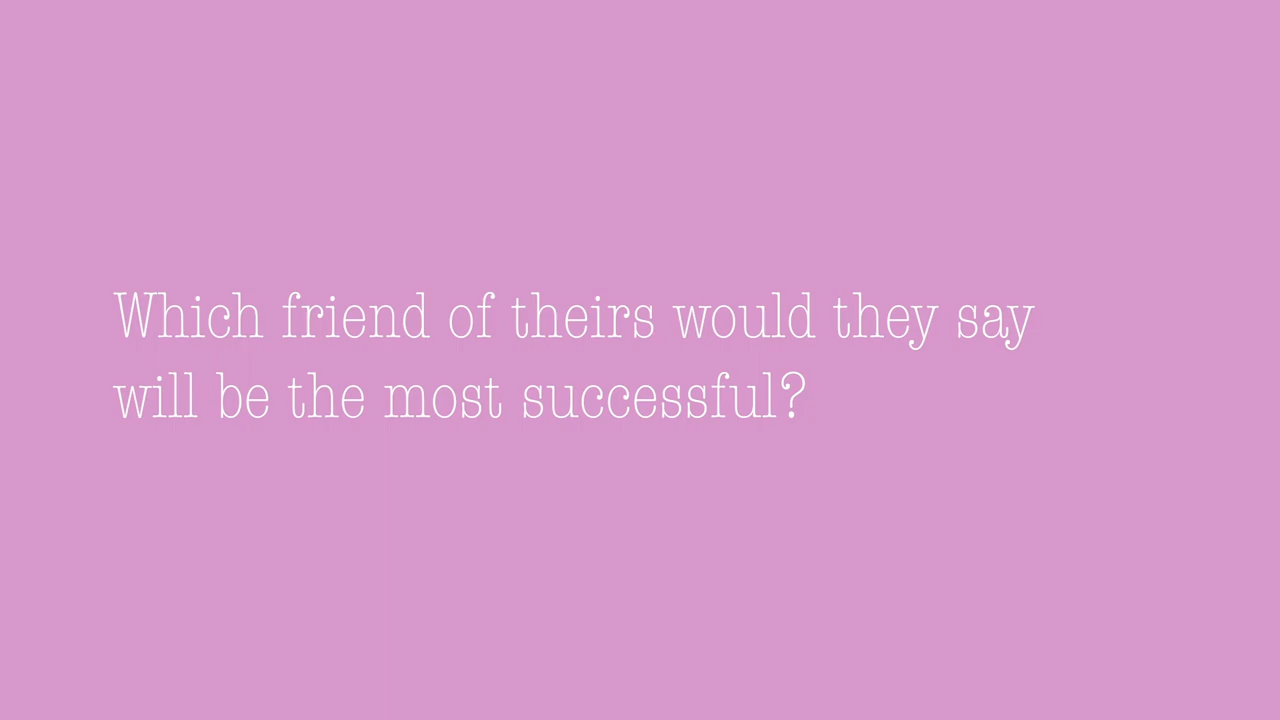 Which friend of theirs would they say
will be the most successful?